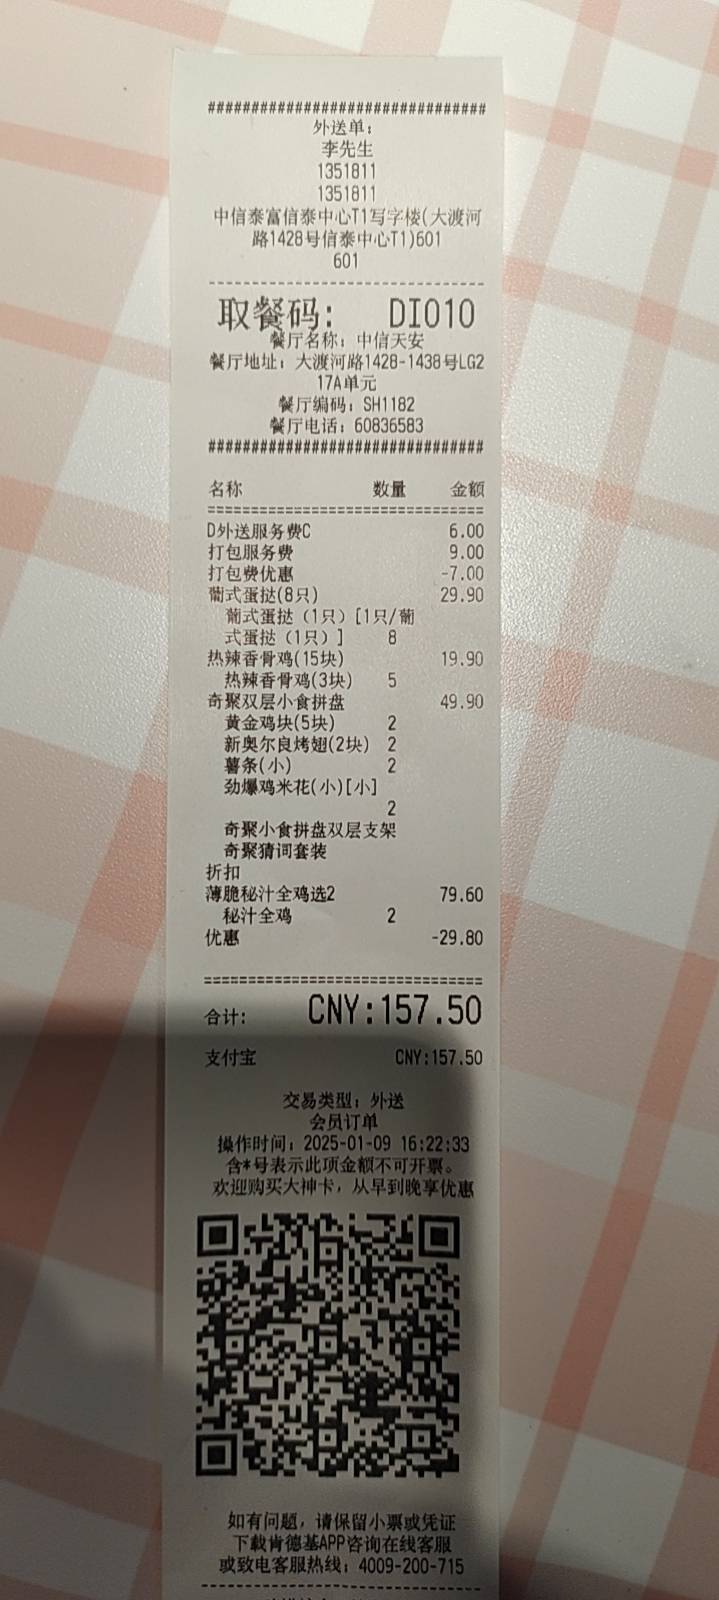 ################################
外送单：
李先生
1351811
1351811
中信泰富信泰中心T1写字楼(大渡河
路1428号信泰中心T1)601
601
取餐码： DI010
餐厅名称：中信天安
餐厅地址：大渡河路1428-1438号LG2
17A单元
餐厅编码：SH1182
餐厅电话：60836583
################################
名称 数量 金额
================================
D外送服务费C 6.00
打包服务费 9.00
打包费优惠 -7.00
葡式蛋挞(8只) 29.90
葡式蛋挞（1只）[1只/葡
式蛋挞（1只）] 8
热辣香骨鸡(15块) 19.90
热辣香骨鸡(3块) 5
奇聚双层小食拼盘 49.90
黄金鸡块(5块) 2
新奥尔良烤翅(2块) 2
薯条(小) 2
劲爆鸡米花(小)[小]
2
奇聚小食拼盘双层支架
奇聚猜词套装
折扣
薄脆秘汁全鸡选2 79.60
秘汁全鸡 2
优惠 -29.80
================================
合计： CNY:157.50
支付宝 CNY:157.50
交易类型：外送
会员订单
操作时间：2025-01-09 16:22:33
含*号表示此项金额不可开票。
欢迎购买大神卡，从早到晚享优惠
如有问题，请保留小票或凭证
下载肯德基APP咨询在线客服
或致电客服热线：4009-200-715